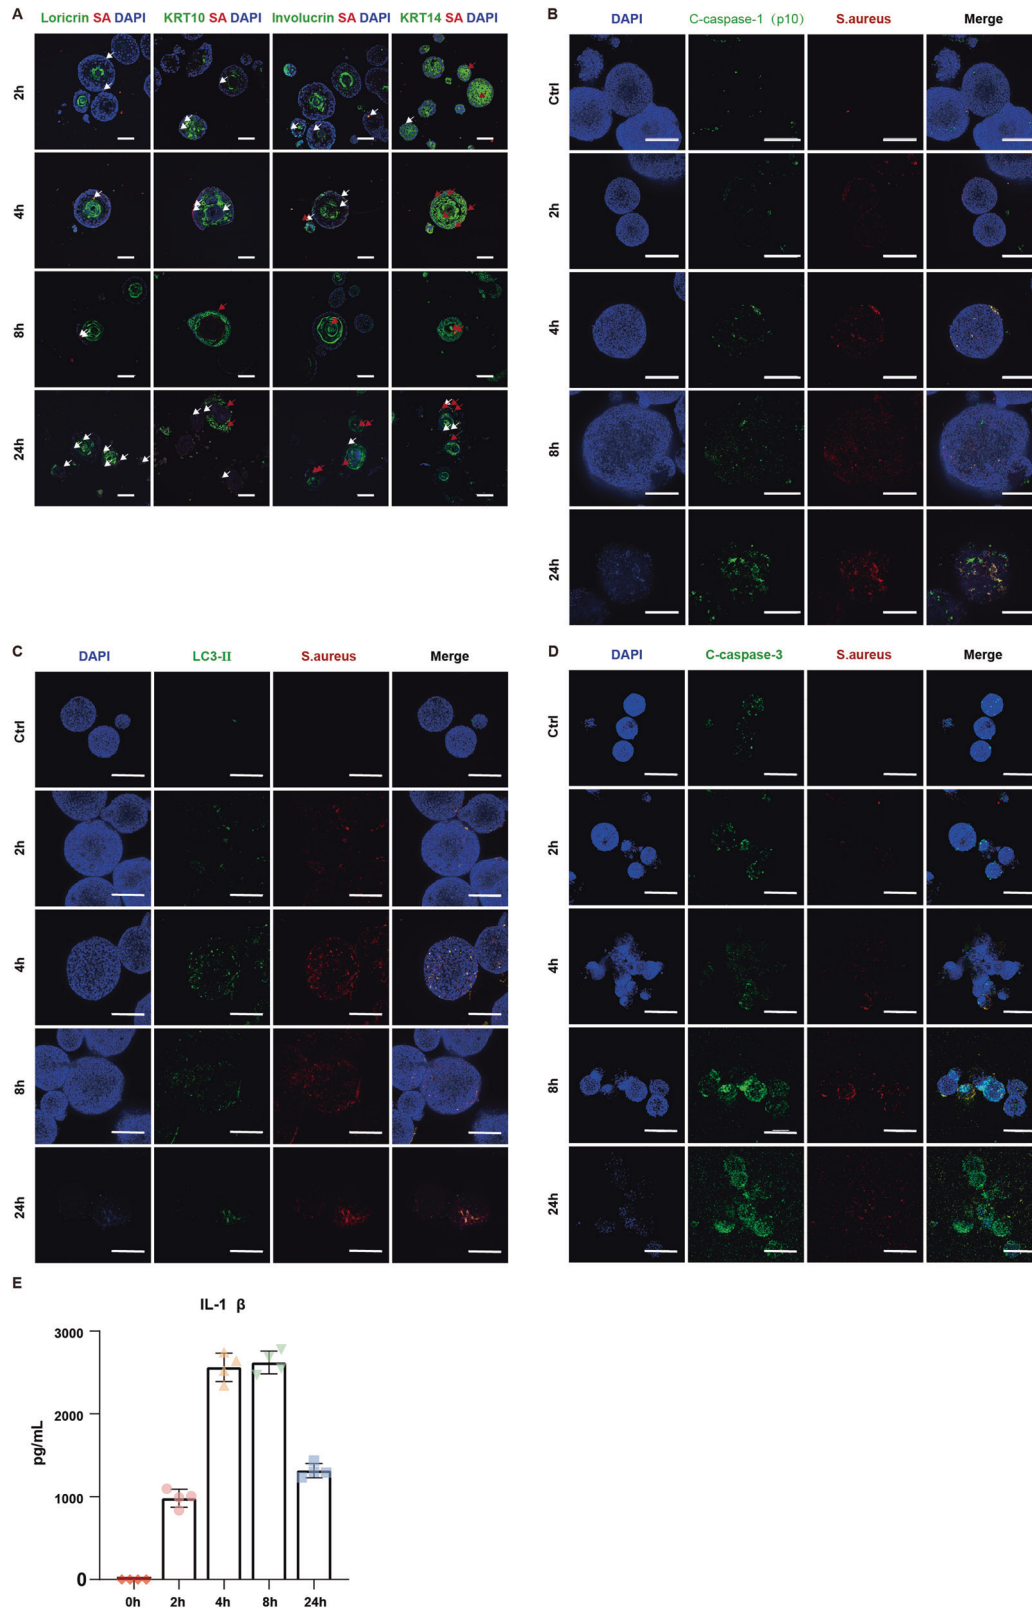 A
Loricrin SA DAPI KRT10 SA DAPI Involucrin SA DAPI KRT14 SA DAPI
2h
4h
8h
24h
B
DAPI C-caspase-1 (p10) S.aureus Merge
Ctrl
2h
4h
8h
24h
C
DAPI LC3-II S.aureus Merge
Ctrl
2h
4h
8h
24h
D
DAPI C-caspase-3 S.aureus Merge
Ctrl
2h
4h
8h
24h
E
IL-1 β
pg/mL
3000
2000
1000
0
0h 2h 4h 8h 24h